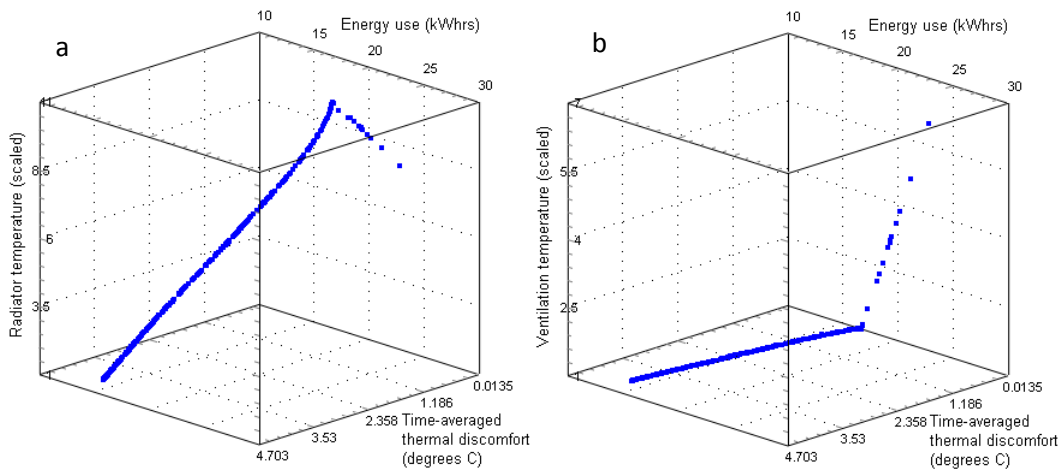 a
10
Energy use (kWhrs)
15
20
25
30
11
8.5
6
3.5
1
Radiator temperature (scaled)
0.0135
1.186
2.358
3.53
4.703
Time-averaged
thermal discomfort
(degrees C)
b
10
Energy use (kWhrs)
15
20
25
30
7
5.5
4
2.5
1
Ventilation temperature (scaled)
0.0135
1.186
2.358
3.53
4.703
Time-averaged
thermal discomfort
(degrees C)